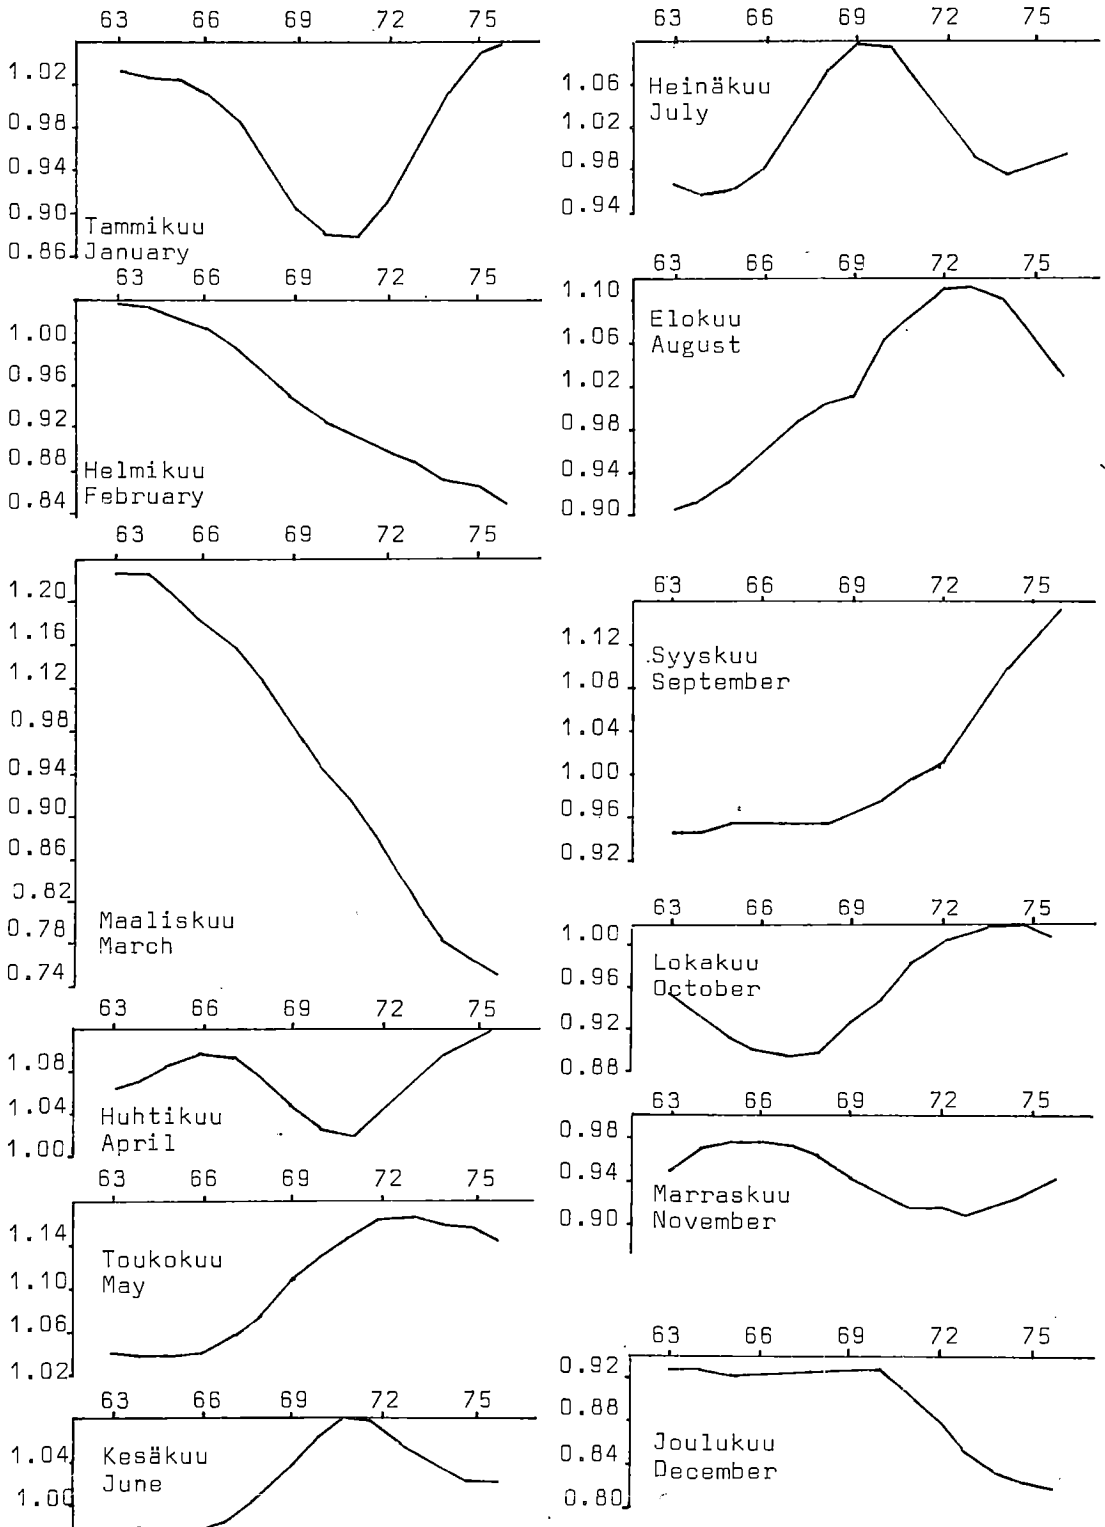 63 66 69 72 75
1.02
0.98
0.94
0.90
0.86
Tammikuu
January
63 66 69 72 75
1.00
0.96
0.92
0.88
0.84
Helmikuu
February
63 66 69 72 75
1.20
1.16
1.12
0.98
0.94
0.90
0.86
0.82
0.78
0.74
Maaliskuu
March
63 66 69 72 75
1.08
1.04
1.00
Huhtikuu
April
63 66 69 72 75
1.14
1.10
1.06
1.02
Toukokuu
May
63 66 69 72 75
1.04
1.00
Kesäkuu
June
63 66 69 72 75
1.06
1.02
0.98
0.94
Heinäkuu
July
63 66 69 72 75
1.10
1.06
1.02
0.98
0.94
0.90
Elokuu
August
63 66 69 72 75
1.12
1.08
1.04
1.00
0.96
0.92
Syyskuu
September
63 66 69 72 75
1.00
0.96
0.92
0.88
Lokakuu
October
63 66 69 72 75
0.98
0.94
0.90
Marraskuu
November
63 66 69 72 75
0.92
0.88
0.84
0.80
Joulukuu
December